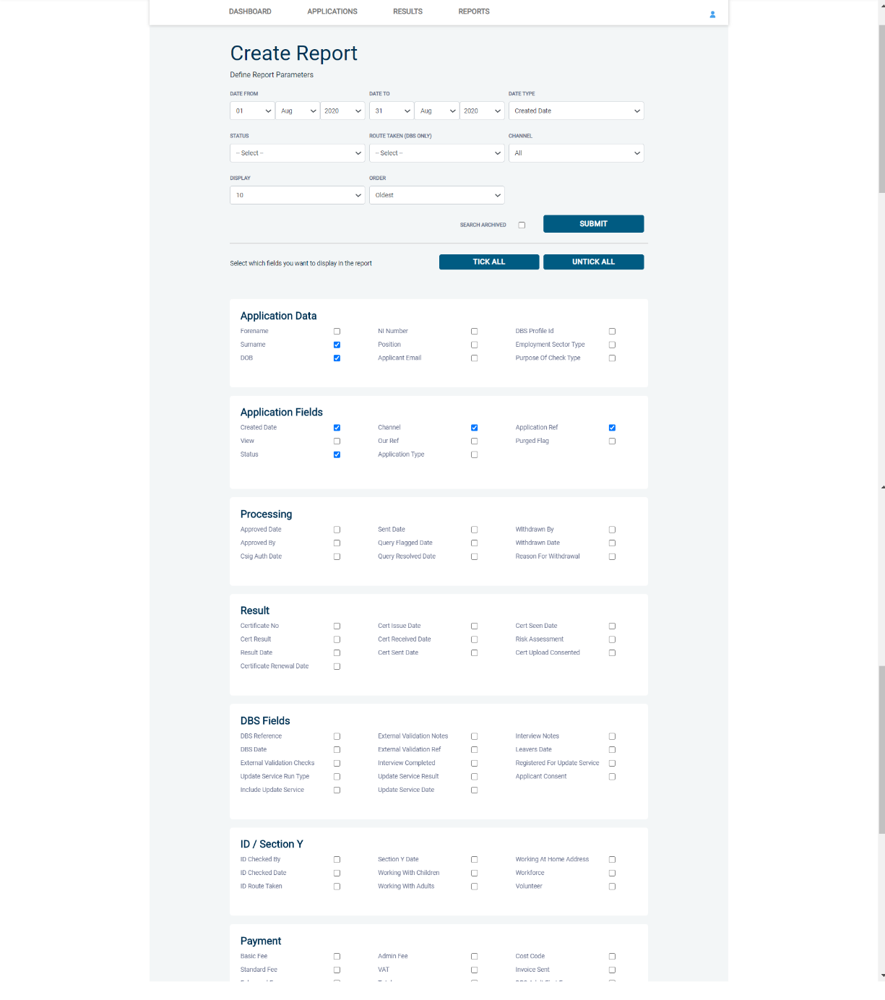 DASHBOARD APPLICATIONS RESULTS REPORTS
Create Report
Define Report Parameters
DATE FROM DATE TO DATE TYPE
01 Aug 2020 31 Aug 2020 Created Date
STATUS ROUTE TAKEN (DBS ONLY) CHANNEL
-- Select -- -- Select -- All
DISPLAY ORDER
10 Oldest
SEARCH ARCHIVED SUBMIT
Select which fields you want to display in the report TICK ALL UNTICK ALL
Application Data
Forename NI Number DBS Profile Id
Surname Position Employment Sector Type
DOB Applicant Email Purpose Of Check Type
Application Fields
Created Date Channel Application Ref
View Our Ref Purged Flag
Status Application Type
Processing
Approved Date Sent Date Withdrawn By
Approved By Query Flagged Date Withdrawn Date
Csig Auth Date Query Resolved Date Reason For Withdrawal
Result
Certificate No Cert Issue Date Cert Seen Date
Cert Result Cert Received Date Risk Assessment
Result Date Cert Sent Date Cert Upload Consented
Certificate Renewal Date
DBS Fields
DBS Reference External Validation Notes Interview Notes
DBS Date External Validation Ref Leavers Date
External Validation Checks Interview Completed Registered For Update Service
Update Service Run Type Update Service Result Applicant Consent
Include Update Service Update Service Date
ID / Section Y
ID Checked By Section Y Date Working At Home Address
ID Checked Date Working With Children Workforce
ID Route Taken Working With Adults Volunteer
Payment
Basic Fee Admin Fee Cost Code
Standard Fee VAT Invoice Sent